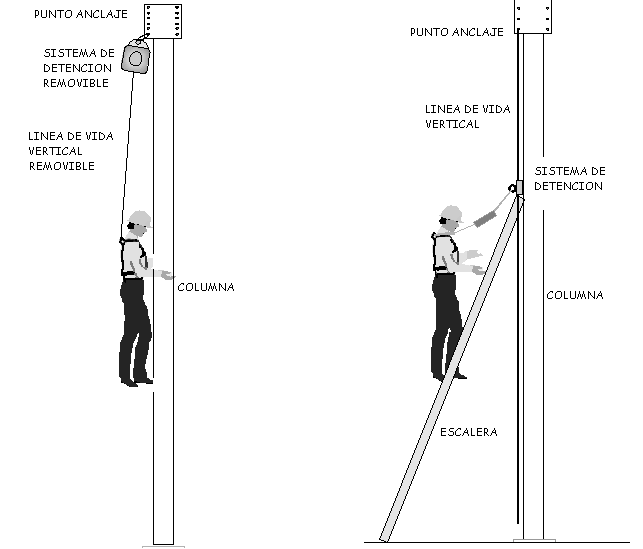 PUNTO ANCLAJE
SISTEMA DE
DETENCION
REMOVIBLE
LINEA DE VIDA
VERTICAL
REMOVIBLE
COLUMNA
PUNTO ANCLAJE
LINEA DE VIDA
VERTICAL
SISTEMA DE
DETENCION
COLUMNA
ESCALERA